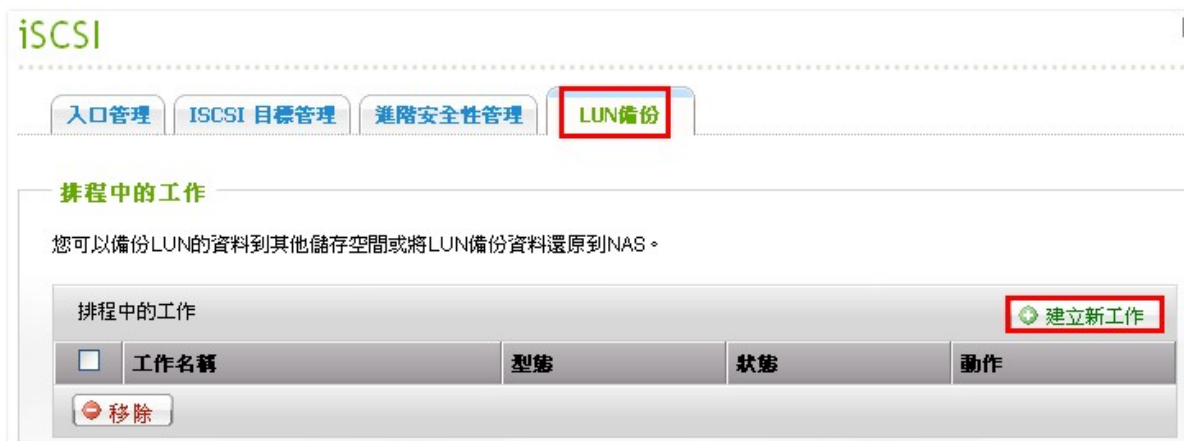 iSCSI
入口管理 ISCSI 目標管理 進階安全性管理 LUN備份
排程中的工作
您可以備份LUN的資料到其他儲存空間或將LUN備份資料還原到NAS。
排程中的工作 建立新工作
工作名稱 型態 狀態 動作
移除